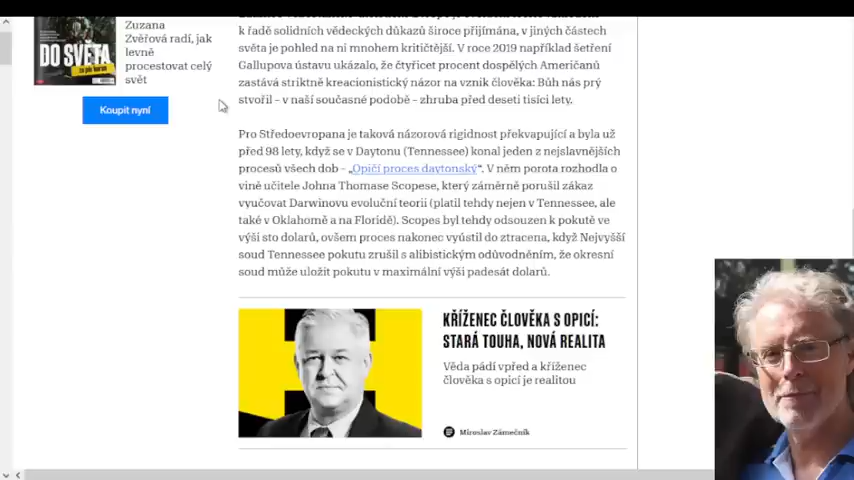 DO SVĚTA
Zuzana
Zvěřová radí, jak
levně
procestovat celý
svět
Koupit nyní
k řadě solidních vědeckých důkazů široce přijímána, v jiných částech
světa je pohled na ni mnohem kritičtější. V roce 2019 například šetření
Gallupova ústavu ukázalo, že čtyřicet procent dospělých Američanů
zastává striktně kreacionistický názor na vznik člověka: Bůh nás prý
stvořil – v naší současné podobě – zhruba před deseti tisíci lety.
Pro Středoevropana je taková názorová rigidnost překvapující a byla už
před 98 lety, když se v Daytonu (Tennessee) konal jeden z nejslavnějších
procesů všech dob – „Opičí proces daytonský“. V něm porota rozhodla o
vině učitele Johna Thomase Scopese, který záměrně porušil zákaz
vyučovat Darwinovu evoluční teorii (platil tehdy nejen v Tennessee, ale
také v Oklahomě a na Floridě). Scopes byl tehdy odsouzen k pokutě ve
výši sto dolarů, ovšem proces nakonec vyústil do ztracena, když Nejvyšší
soud Tennessee pokutu zrušil s alibistickým odůvodněním, že okresní
soud může uložit pokutu v maximální výši padesát dolarů.
KŘÍŽENEC ČLOVĚKA S OPICÍ:
STARÁ TOUHA, NOVÁ REALITA
Věda pádí vpřed a kříženec
člověka s opicí je realitou
Miroslav Zámečník